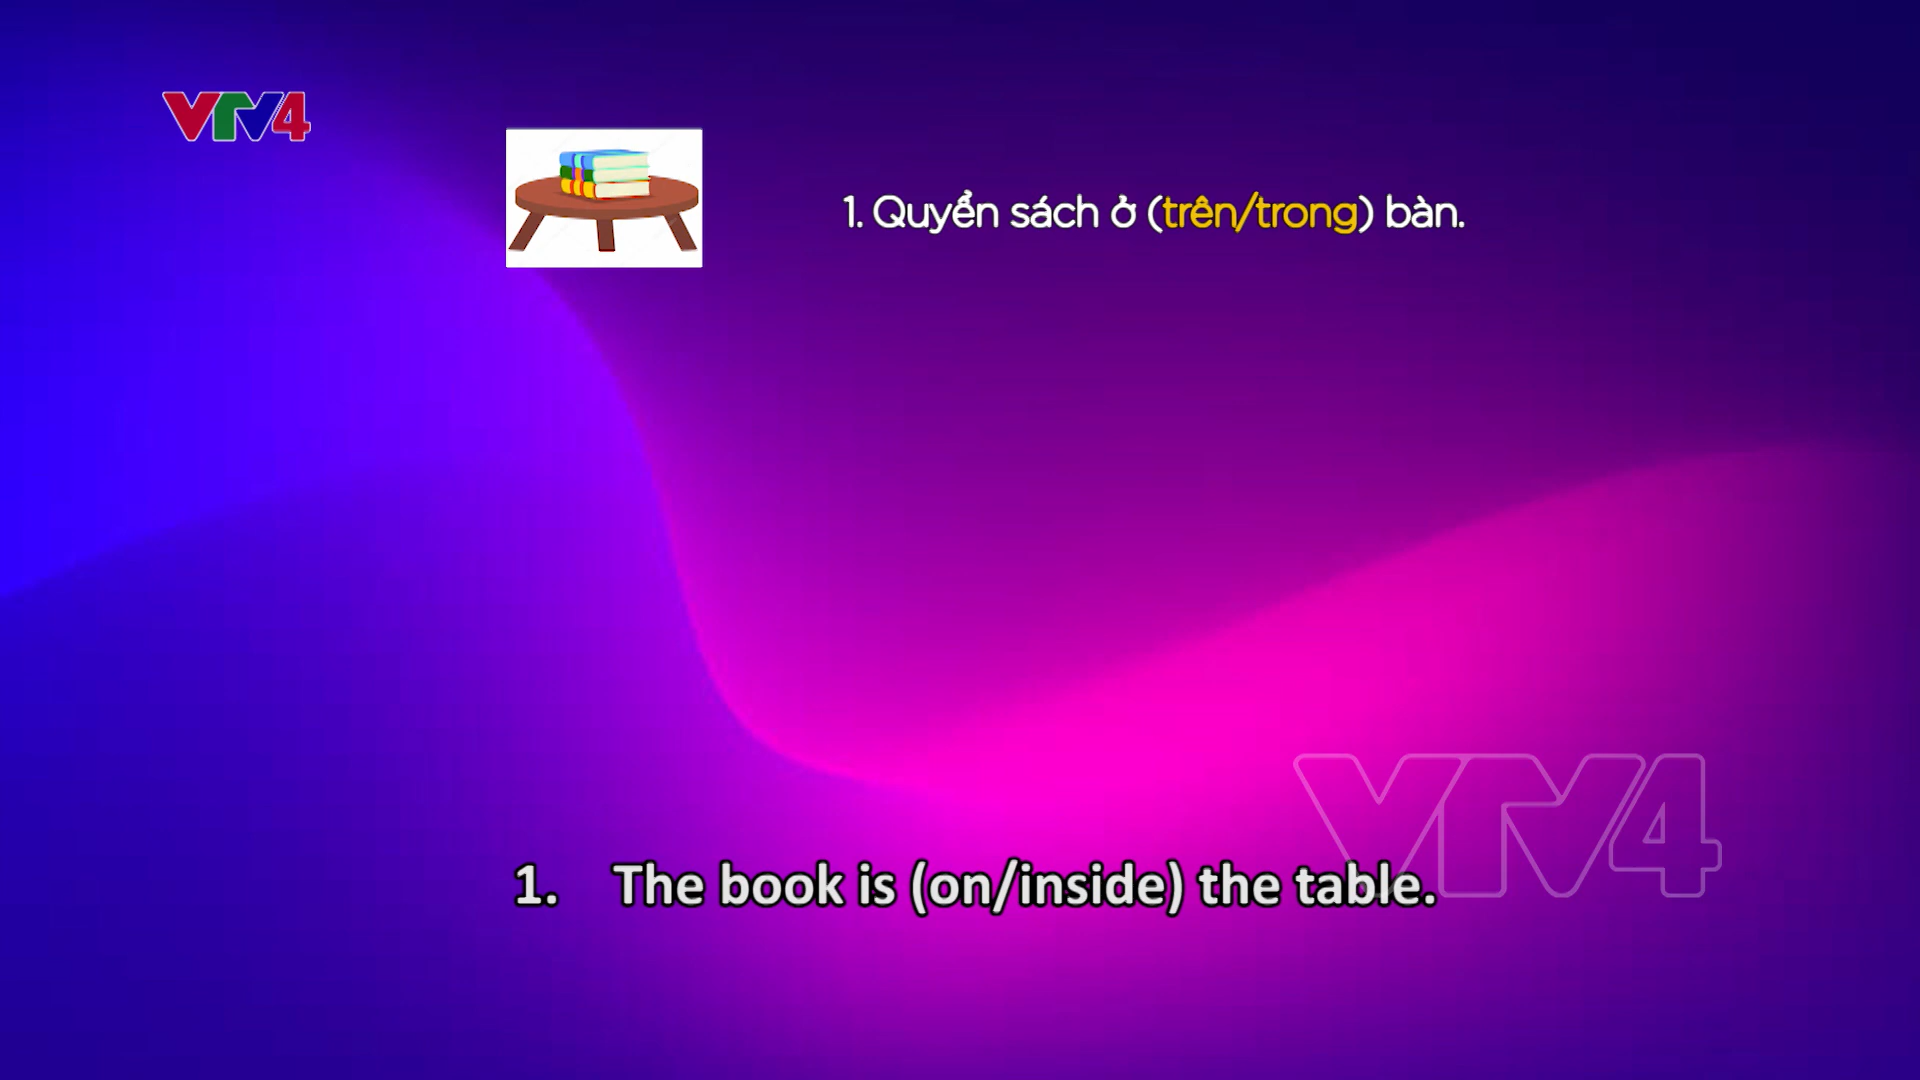 VTV4
1. Quyển sách ở (trên/trong) bàn.
VTV4
1. The book is (on/inside) the table.